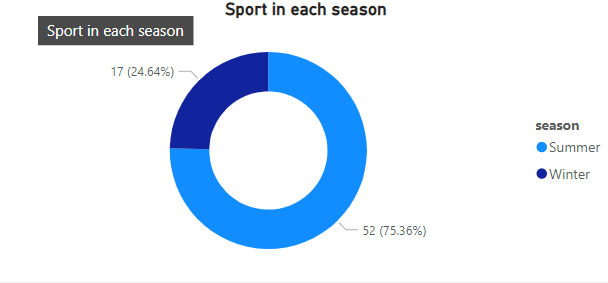 Sport in each season
Sport in each season
17 (24.64%)
season
Summer
Winter
52 (75.36%)